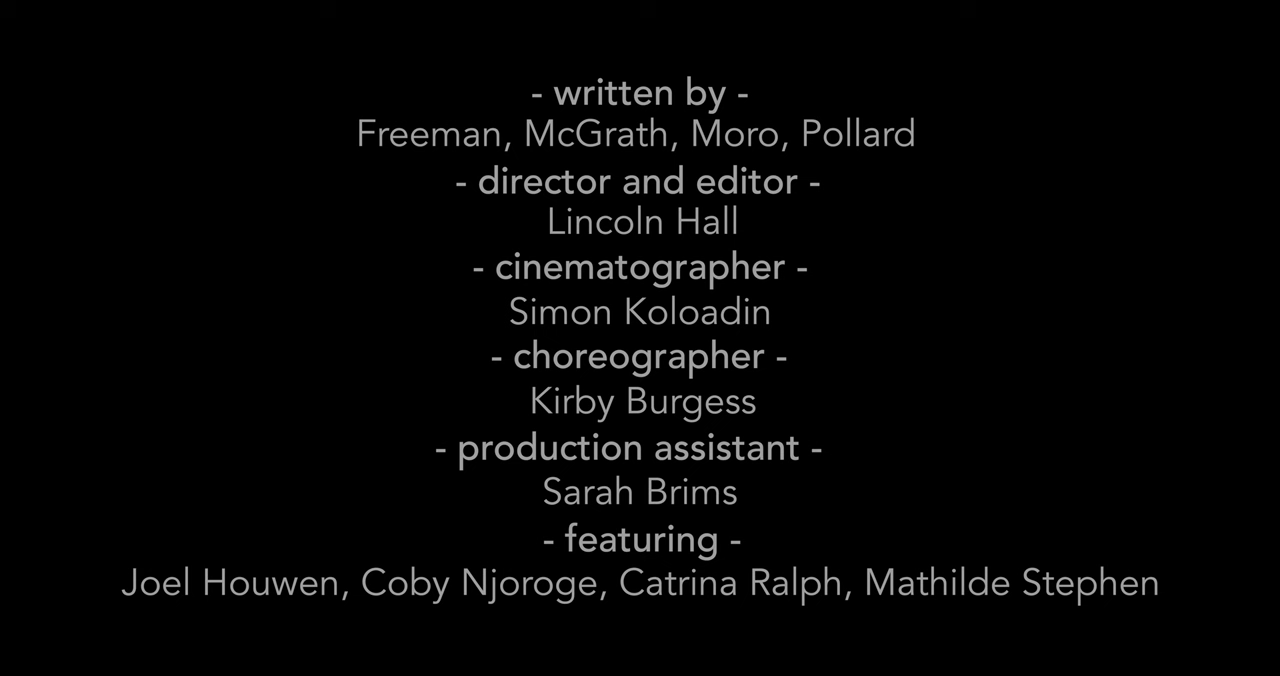 - written by -
Freeman, McGrath, Moro, Pollard
- director and editor -
Lincoln Hall
- cinematographer -
Simon Koloadin
- choreographer -
Kirby Burgess
- production assistant -
Sarah Brims
- featuring -
Joel Houwen, Coby Njoroge, Catrina Ralph, Mathilde Stephen